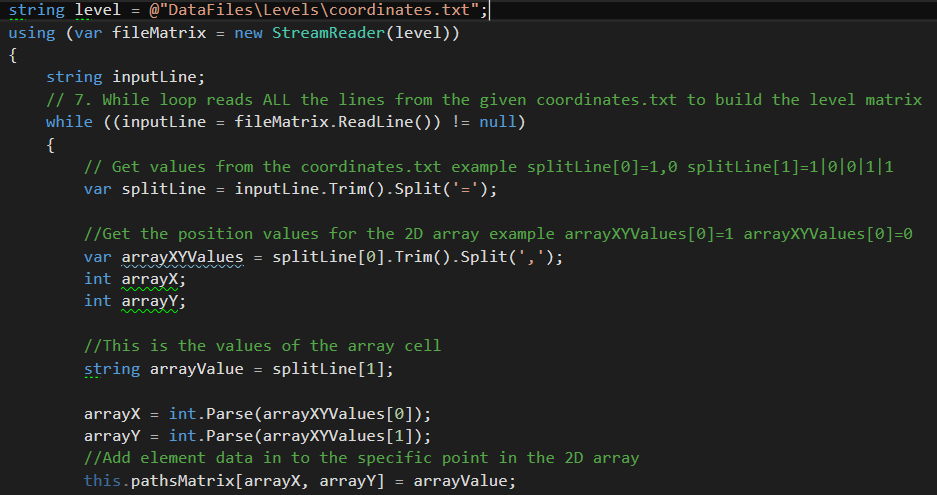 string level = @"DataFiles\Levels\coordinates.txt";
using (var fileMatrix = new StreamReader(level))
{
    string inputLine;
    // 7. While loop reads ALL the lines from the given coordinates.txt to build the level matrix
    while ((inputLine = fileMatrix.ReadLine()) != null)
    {
        // Get values from the coordinates.txt example splitLine[0]=1,0 splitLine[1]=1|0|0|1|1
        var splitLine = inputLine.Trim().Split('=');

        //Get the position values for the 2D array example arrayXYValues[0]=1 arrayXYValues[0]=0
        var arrayXYValues = splitLine[0].Trim().Split(',');
        int arrayX;
        int arrayY;

        //This is the values of the array cell
        string arrayValue = splitLine[1];

        arrayX = int.Parse(arrayXYValues[0]);
        arrayY = int.Parse(arrayXYValues[1]);
        //Add element data in to the specific point in the 2D array
        this.pathsMatrix[arrayX, arrayY] = arrayValue;